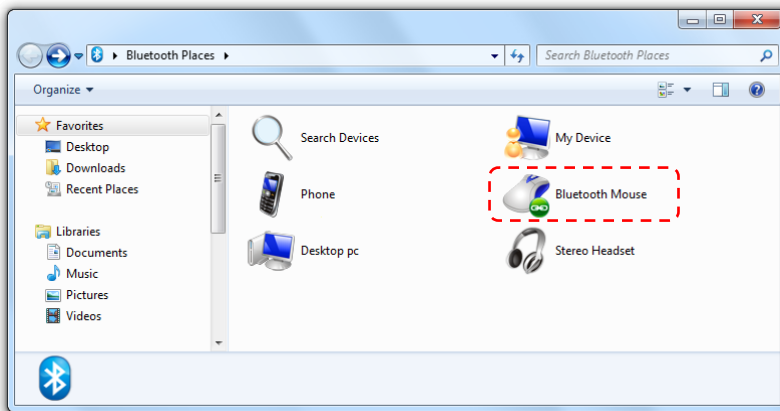 Bluetooth Places
Search Bluetooth Places
Organize
Favorites
Desktop
Downloads
Recent Places
Libraries
Documents
Music
Pictures
Videos
Search Devices
My Device
Phone
Bluetooth Mouse
Desktop pc
Stereo Headset